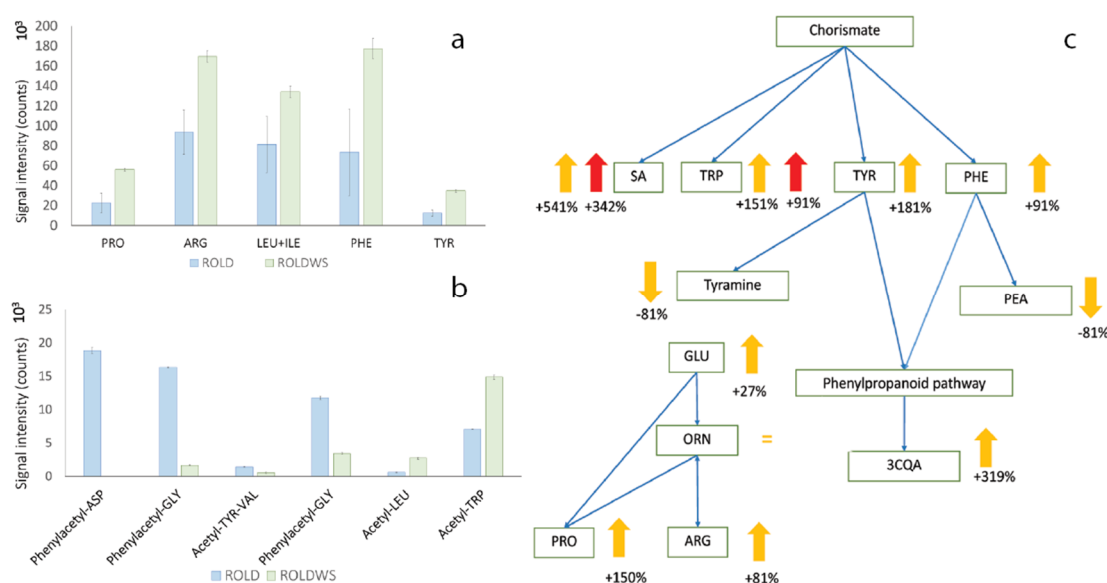 a
10³
Signal intensity (counts)
200
180
160
140
120
100
80
60
40
20
0
PRO ARG LEU+ILE PHE TYR
ROLD ROLDWS
b
10³
Signal intensity (counts)
25
20
15
10
5
0
Phenylacetyl-ASP
Phenylacetyl-GLY
Acetyl-TYR-VAL
Phenylacetyl-GLY
Acetyl-LEU
Acetyl-TRP
ROLD ROLDWS
c
Chorismate
SA TRP TYR PHE
+541% +342% +151% +91% +181% +91%
Tyramine
-81%
PEA
-81%
GLU
+27%
Phenylpropanoid pathway
ORN =
3CQA
+319%
PRO ARG
+150% +81%